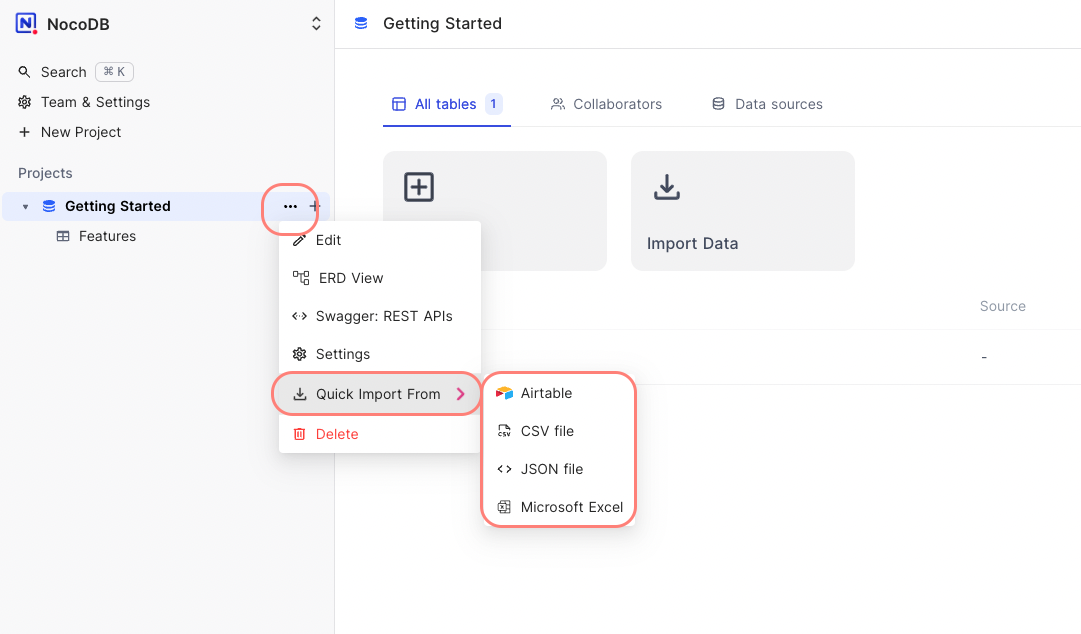 NocoDB
Search ⌘ K
Team & Settings
New Project
Projects
Getting Started
Features
Getting Started
All tables 1
Collaborators
Data sources
Import Data
Source
-
Edit
ERD View
Swagger: REST APIs
Settings
Quick Import From
Delete
Airtable
CSV file
JSON file
Microsoft Excel